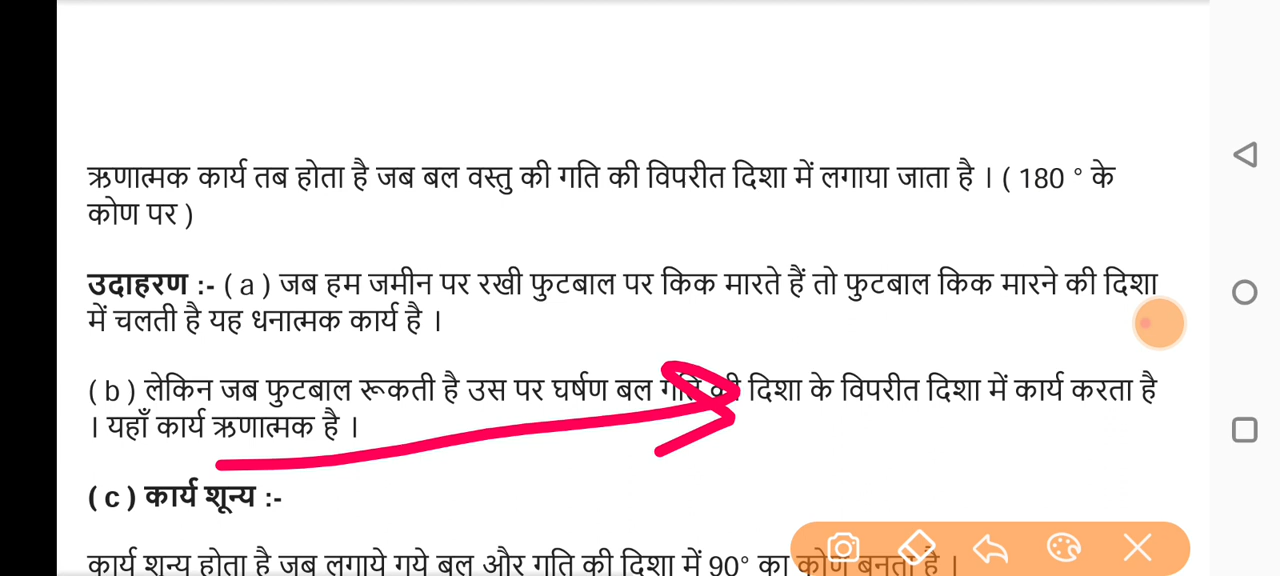 ऋणात्मक कार्य तब होता है जब बल वस्तु की गति की विपरीत दिशा में लगाया जाता है । ( 180 ° के
कोण पर )
उदाहरण :- ( a ) जब हम जमीन पर रखी फुटबाल पर किक मारते हैं तो फुटबाल किक मारने की दिशा
में चलती है यह धनात्मक कार्य है ।
( b ) लेकिन जब फुटबाल रूकती है उस पर घर्षण बल गति की दिशा के विपरीत दिशा में कार्य करता है
। यहाँ कार्य ऋणात्मक है ।
( c ) कार्य शून्य :-
कार्य शून्य होता है जब लगाये गये बल और गति की दिशा में 90° का कोण बनता है ।